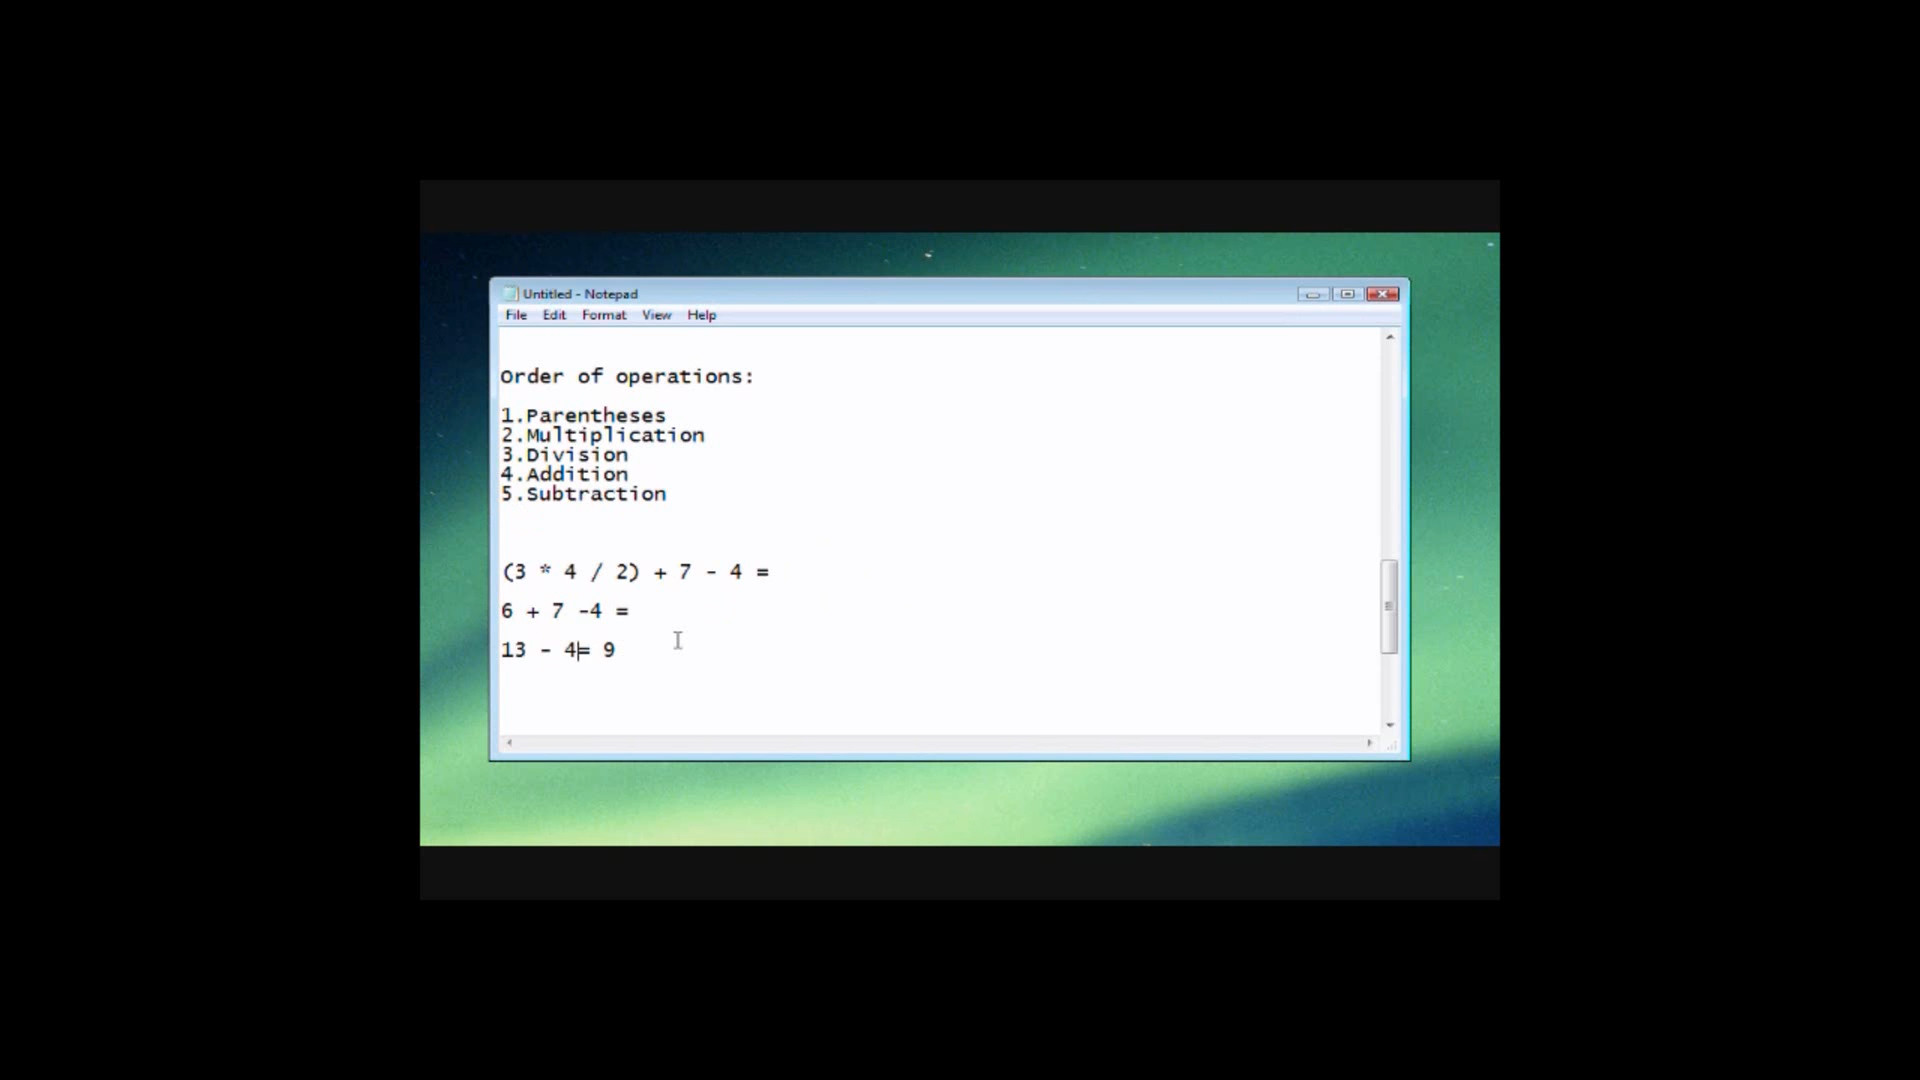 Untitled - Notepad
File Edit Format View Help
Order of operations:
1.Parentheses
2.Multiplication
3.Division
4.Addition
5.Subtraction
(3 * 4 / 2) + 7 - 4 =
6 + 7 -4 =
13 - 4= 9